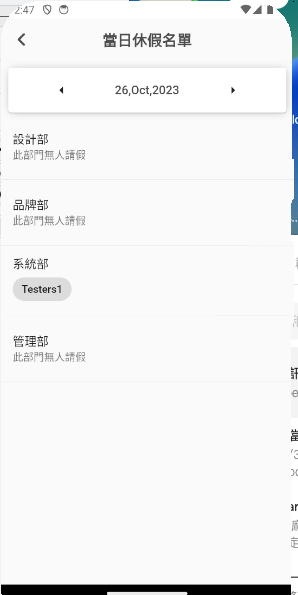 2:47
當日休假名單
26,Oct,2023
設計部
此部門無人請假
品牌部
此部門無人請假
系統部
Testers1
管理部
此部門無人請假